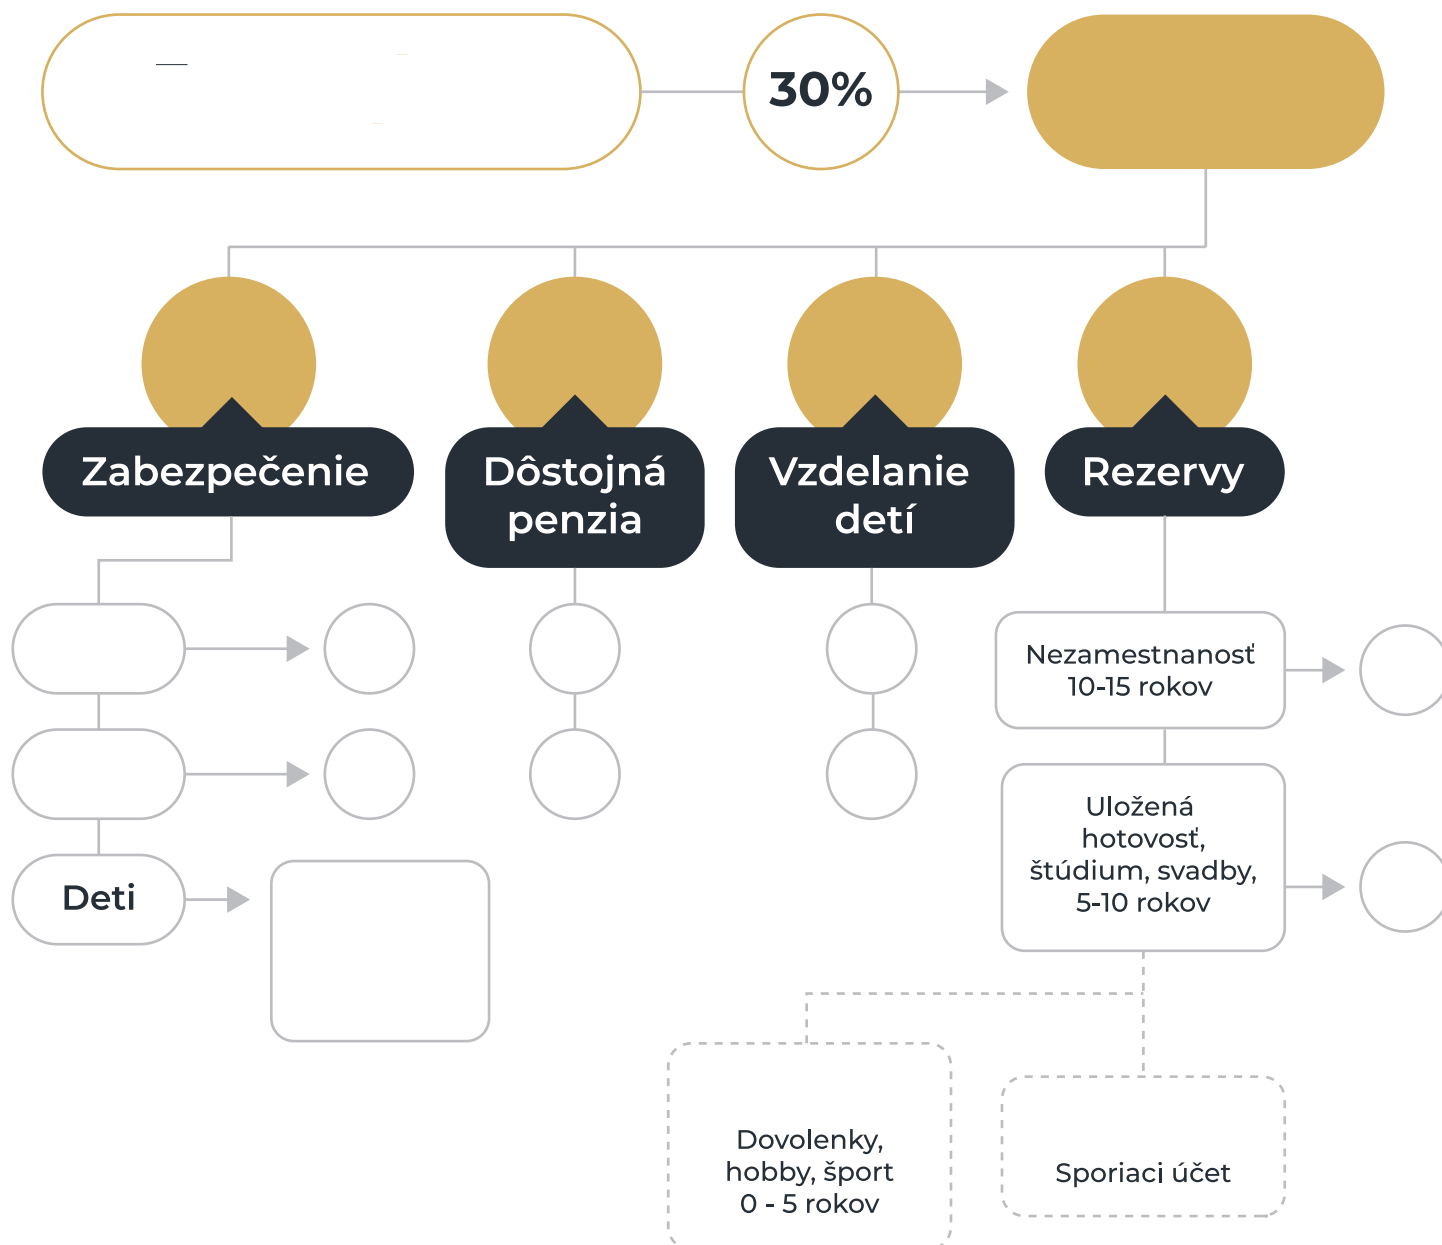 30%
Zabezpečenie
Dôstojná
penzia
Vzdelanie
detí
Rezervy
Nezamestnanosť
10-15 rokov
Uložená
hotovosť,
štúdium, svadby,
5-10 rokov
Deti
Dovolenky,
hobby, šport
0 - 5 rokov
Sporiaci účet